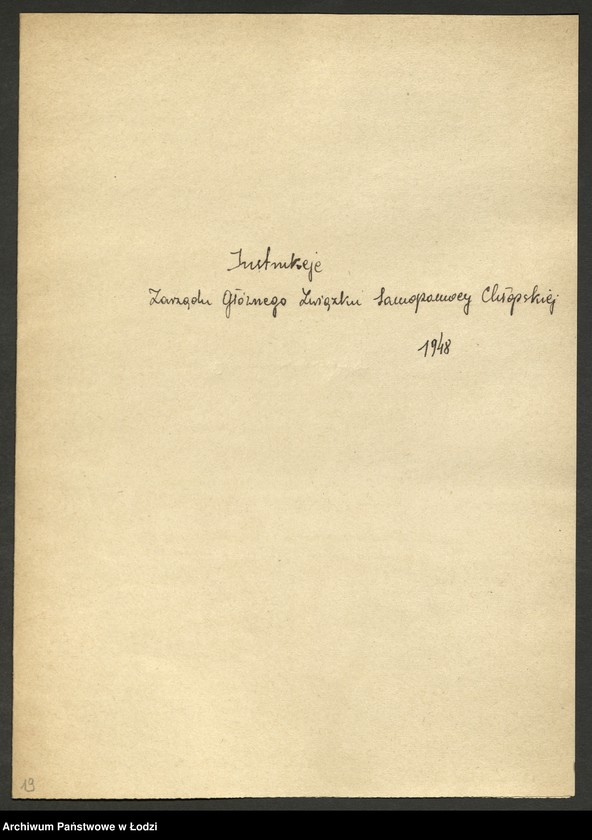 Instrukcje
Zarządu Głównego Związku Samopomocy Chłopskiej
1948
19
Archiwum Państwowe w Łodzi